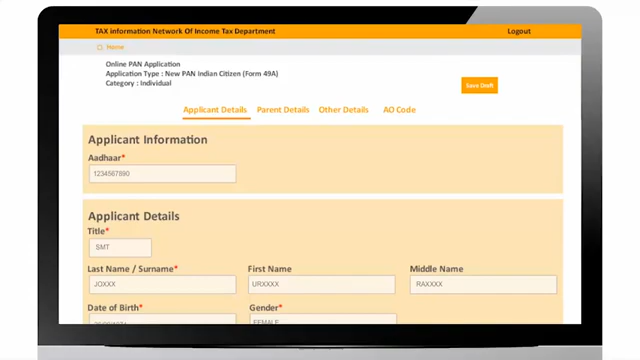 TAX information Network Of Income Tax Department Logout
Home
Online PAN Application
Application Type : New PAN Indian Citizen (Form 49A)
Category : Individual
Save Draft
Applicant Details Parent Details Other Details AO Code
Applicant Information
Aadhaar*
1234567890
Applicant Details
Title*
SMT
Last Name / Surname* First Name Middle Name
JOXXX URXXXX RAXXXX
Date of Birth* Gender*
FEMALE